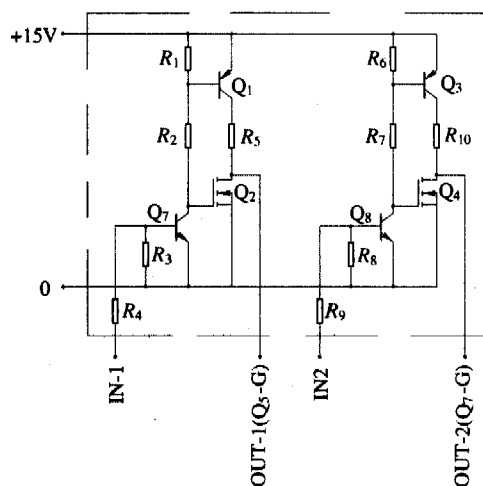 +15V
R1
R6
Q1
Q3
R2
R5
R7
R10
Q2
Q4
Q7
Q8
R3
R8
0
R4
R9
IN-1
OUT-1(Q5-G)
IN2
OUT-2(Q7-G)